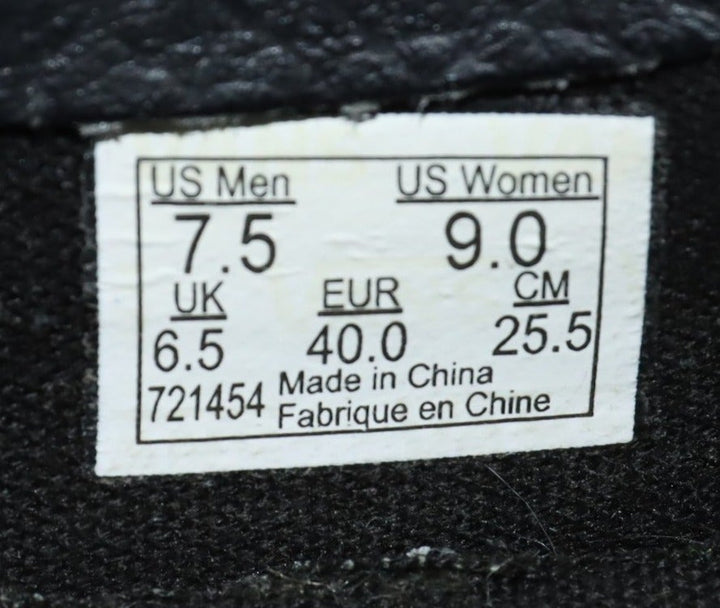 US Men US Women
7.5 9.0
UK EUR CM
6.5 40.0 25.5
721454 Made in China
Fabrique en Chine